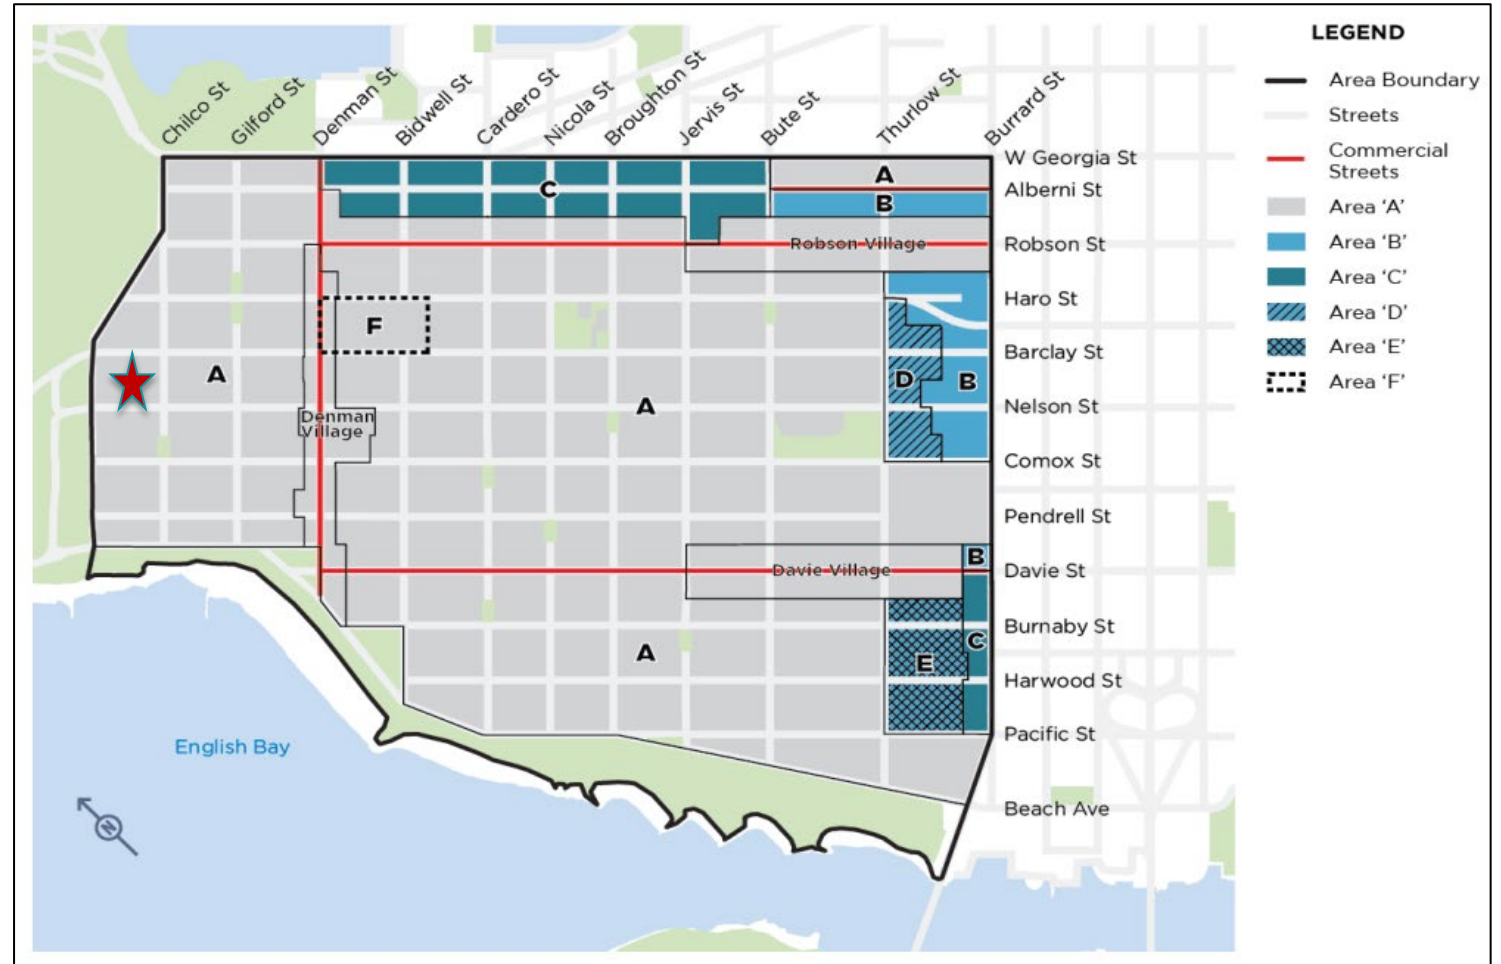 LEGEND
Area Boundary
Streets
Commercial
Streets
Area ‘A’
Area ‘B’
Area ‘C’
Area ‘D’
Area ‘E’
Area ‘F’
Chilco St
Gilford St
Denman St
Bidwell St
Cardero St
Nicola St
Broughton St
Jervis St
Bute St
Thurlow St
Burrard St
W Georgia St
Alberni St
Robson St
Haro St
Barclay St
Nelson St
Comox St
Pendrell St
Davie St
Burnaby St
Harwood St
Pacific St
Beach Ave
A
C
B
Robson Village
F
A
D
B
A
Denman
Village
B
Davie Village
C
A
E
English Bay
N